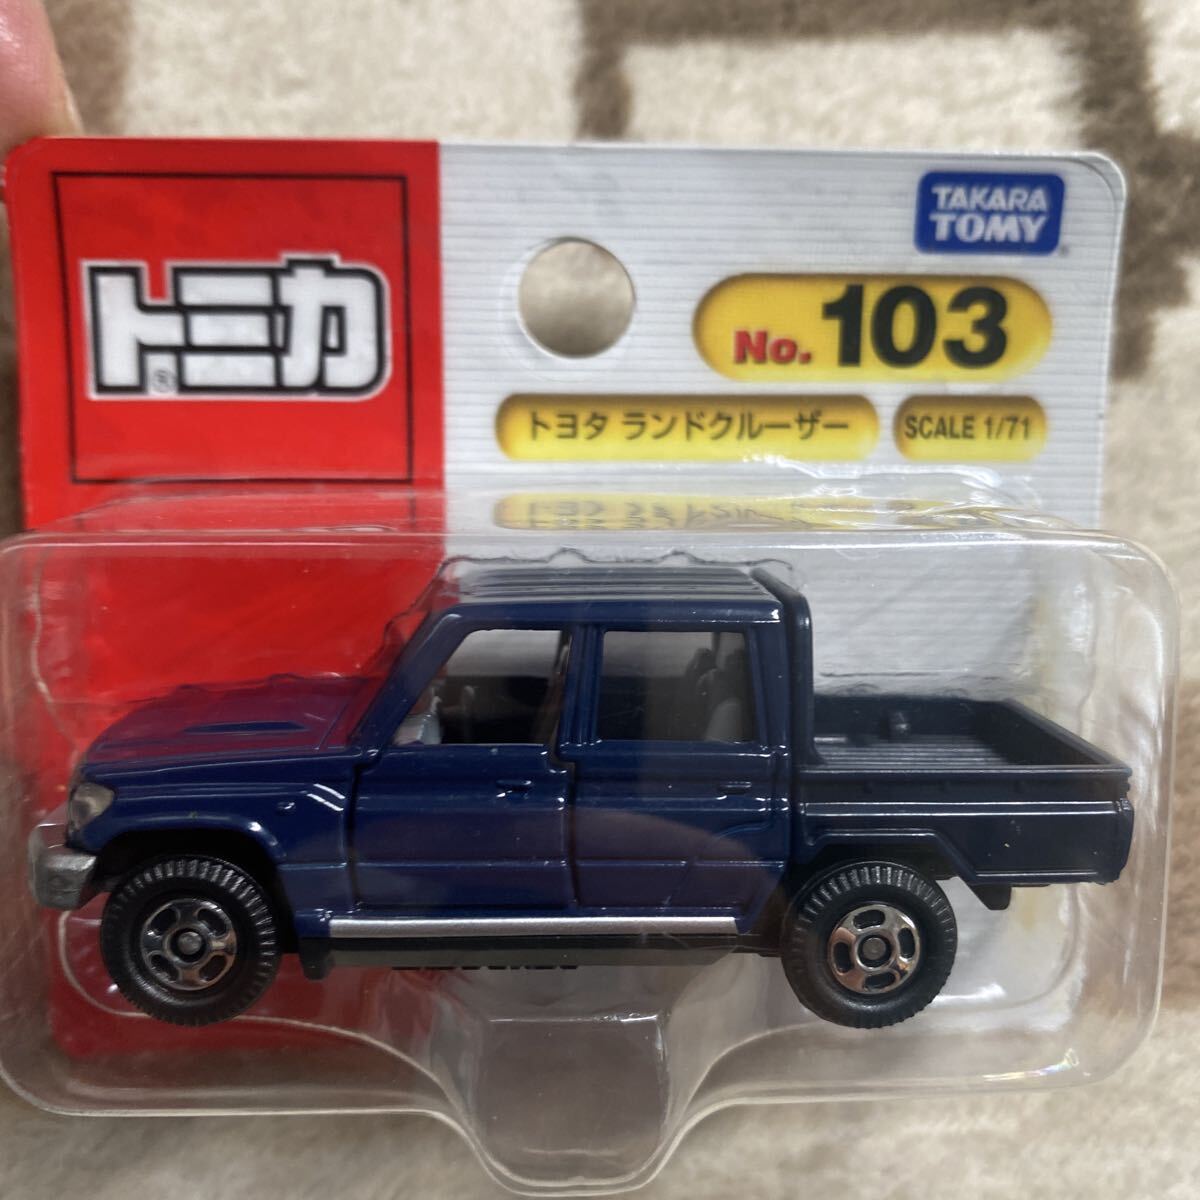 トミカ®
TAKARA
TOMY®
No. 103
トヨタ ランドクルーザー
SCALE 1/71